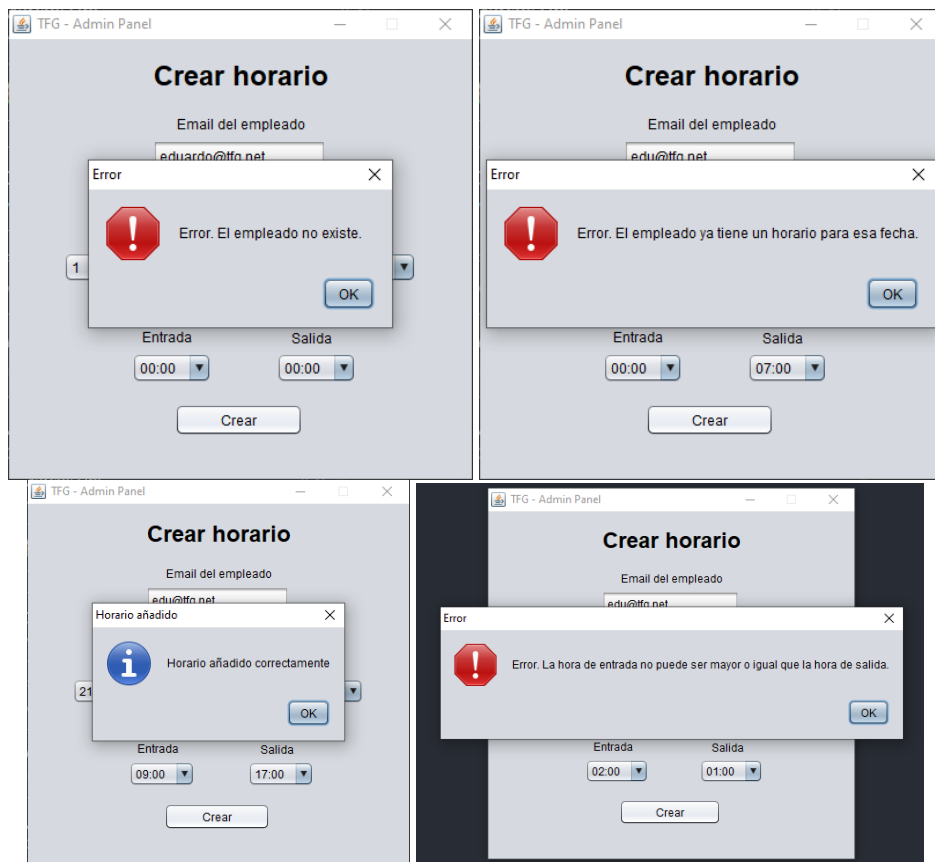 TFG - Admin Panel
Crear horario
Email del empleado
eduardo@tfg.net
Error
Error. El empleado no existe.
1
OK
Entrada
Salida
00:00
00:00
Crear
TFG - Admin Panel
Crear horario
Email del empleado
edu@tfg.net
Error
Error. El empleado ya tiene un horario para esa fecha.
OK
Entrada
Salida
00:00
07:00
Crear
TFG - Admin Panel
Crear horario
Email del empleado
edu@tfg.net
Horario añadido
Horario añadido correctamente
21
OK
Entrada
Salida
09:00
17:00
Crear
TFG - Admin Panel
Crear horario
Email del empleado
edu@tfg.net
Error
Error. La hora de entrada no puede ser mayor o igual que la hora de salida.
OK
Entrada
Salida
02:00
01:00
Crear